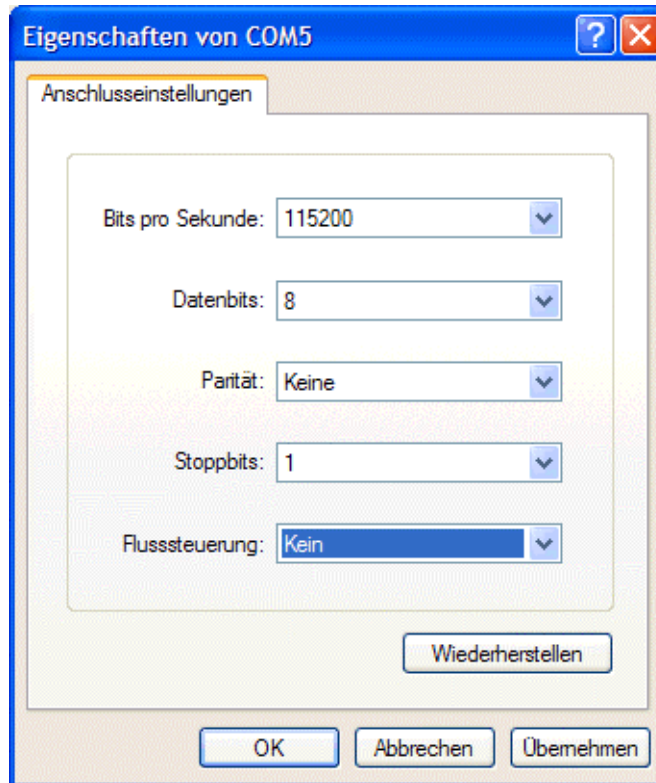 Eigenschaften von COM5
Anschlusseinstellungen
Bits pro Sekunde: 115200
Datenbits: 8
Parität: Keine
Stoppbits: 1
Flusssteuerung: Kein
Wiederherstellen
OK Abbrechen Übernehmen